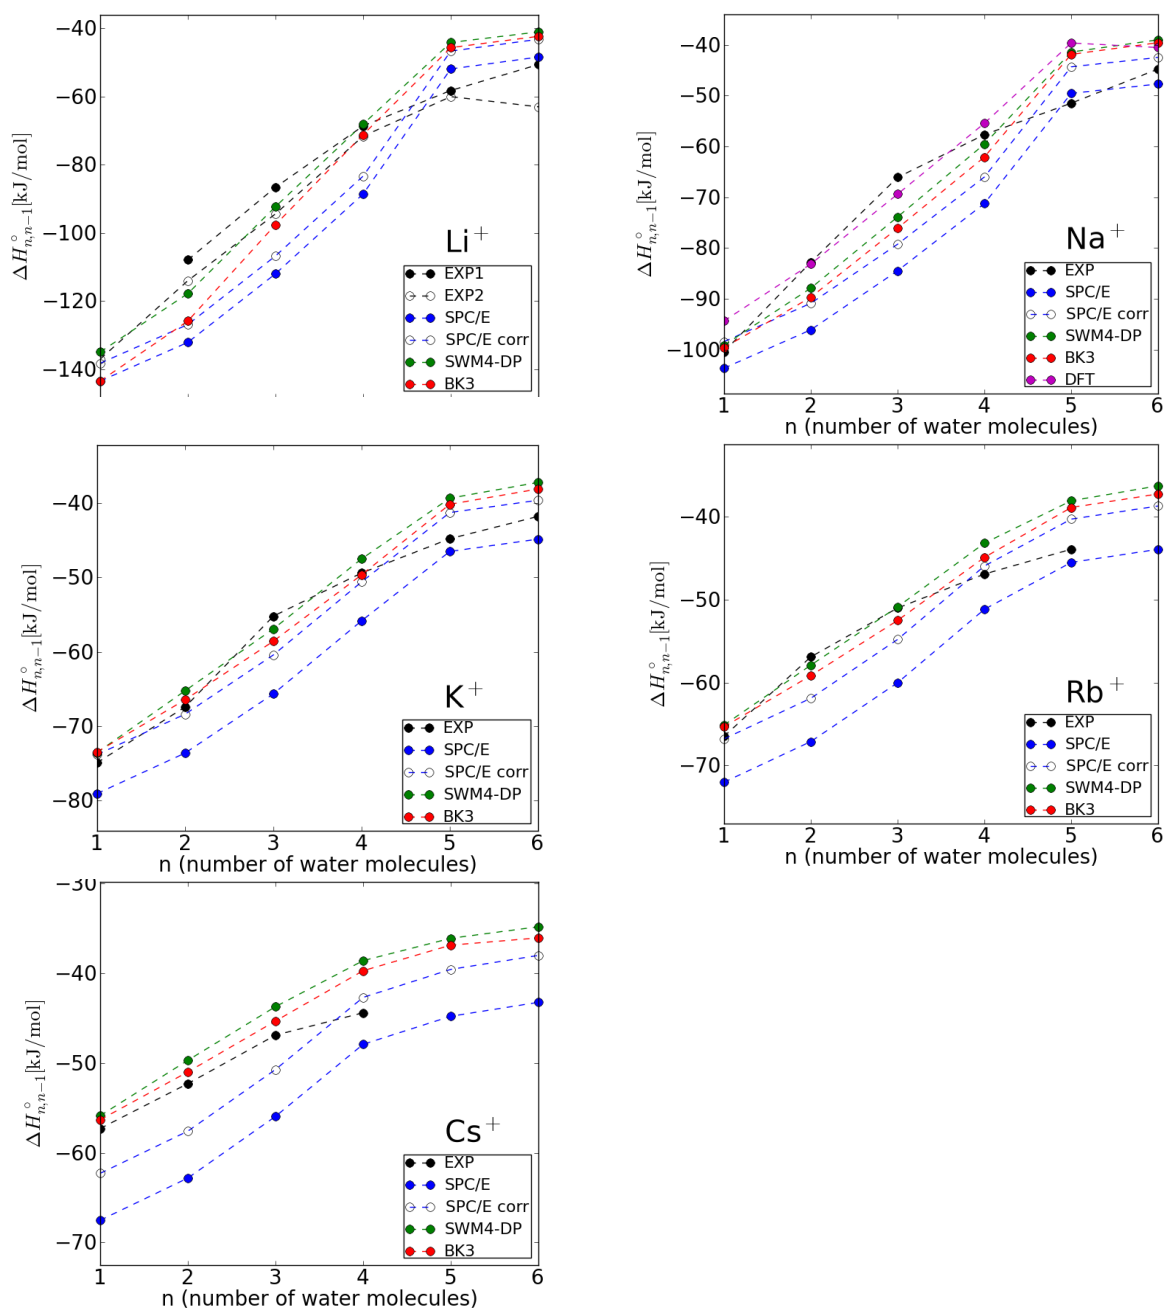 −40
−60
−80
−100
−120
−140
ΔH°n,n−1[kJ/mol]
Li+
EXP1
EXP2
SPC/E
SPC/E corr
SWM4-DP
BK3
−40
−50
−60
−70
−80
−90
−100
ΔH°n,n−1[kJ/mol]
Na+
EXP
SPC/E
SPC/E corr
SWM4-DP
BK3
DFT
1 2 3 4 5 6
n (number of water molecules)
−40
−50
−60
−70
−80
ΔH°n,n−1[kJ/mol]
K+
EXP
SPC/E
SPC/E corr
SWM4-DP
BK3
1 2 3 4 5 6
n (number of water molecules)
−40
−50
−60
−70
ΔH°n,n−1[kJ/mol]
Rb+
EXP
SPC/E
SPC/E corr
SWM4-DP
BK3
1 2 3 4 5 6
n (number of water molecules)
−30
−40
−50
−60
−70
ΔH°n,n−1[kJ/mol]
Cs+
EXP
SPC/E
SPC/E corr
SWM4-DP
BK3
1 2 3 4 5 6
n (number of water molecules)